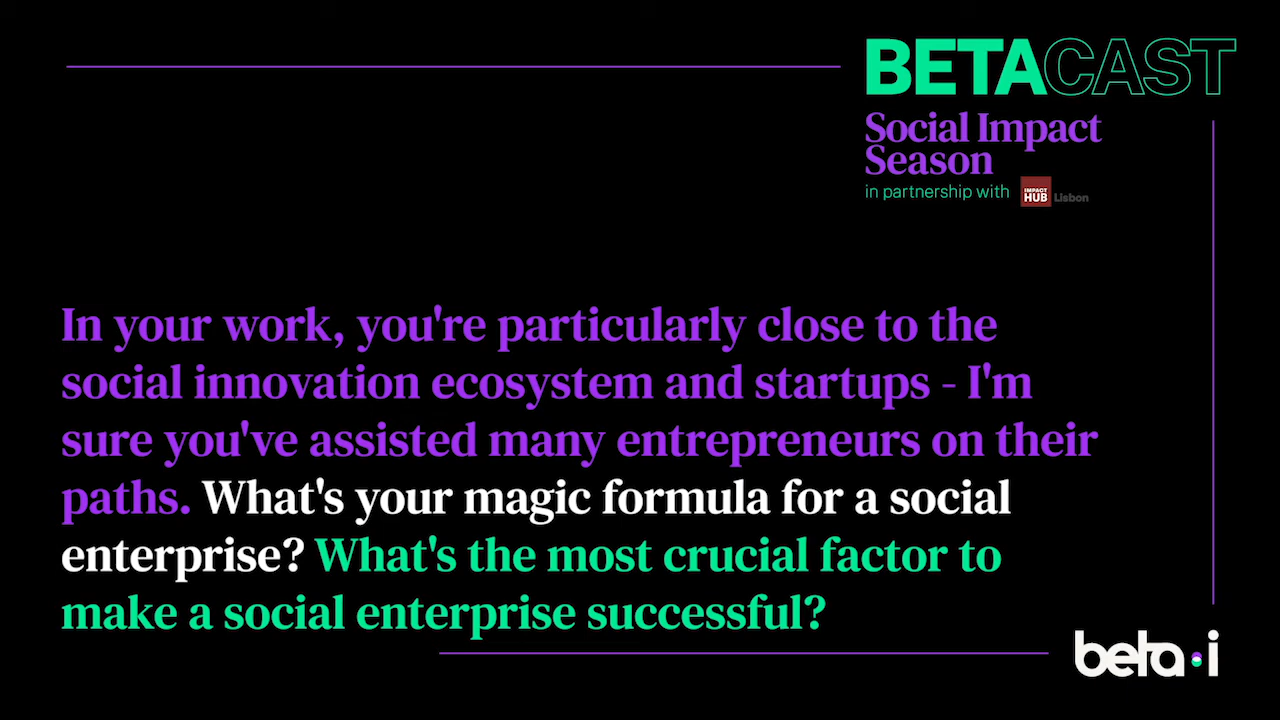 BETACAST
Social Impact
Season
in partnership with
IMPACT
HUB Lisbon
In your work, you're particularly close to the
social innovation ecosystem and startups - I'm
sure you've assisted many entrepreneurs on their
paths. What's your magic formula for a social
enterprise? What's the most crucial factor to
make a social enterprise successful?
beta-i